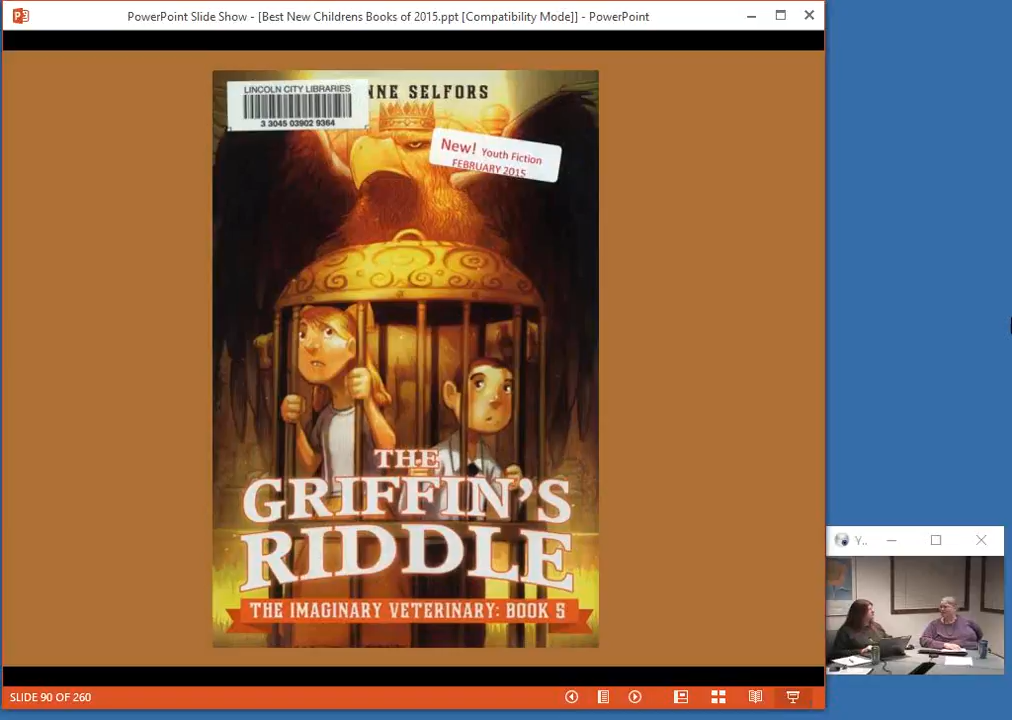 PowerPoint Slide Show - [Best New Childrens Books of 2015.ppt [Compatibility Mode]] - PowerPoint
LINCOLN CITY LIBRARIES
3 3045 03902 9364
NNE SELFORS
New! Youth Fiction
FEBRUARY 2015
THE
GRIFFIN'S
RIDDLE
THE IMAGINARY VETERINARY: BOOK 5
Y..
SLIDE 90 OF 260